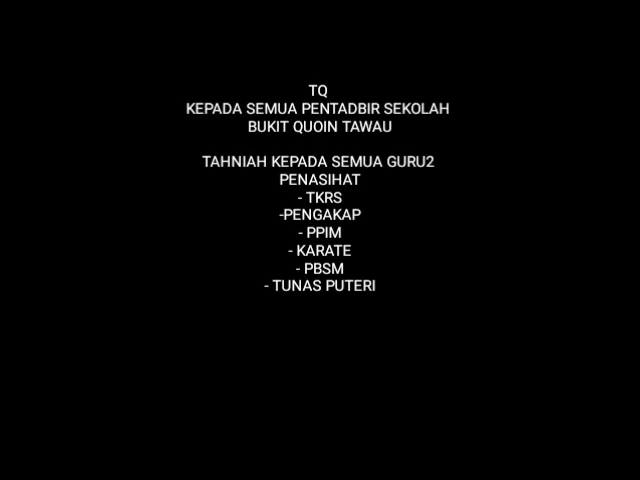 TQ
KEPADA SEMUA PENTADBIR SEKOLAH
BUKIT QUOIN TAWAU
TAHNIAH KEPADA SEMUA GURU2
PENASIHAT
- TKRS
-PENGAKAP
- PPIM
- KARATE
- PBSM
- TUNAS PUTERI